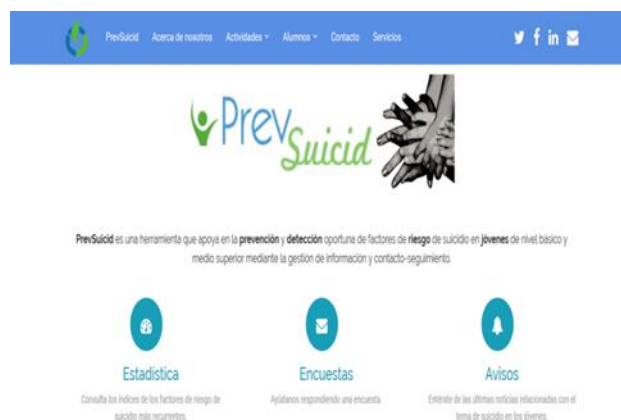 PrevSuicid Acerca de nosotros Actividades Alumnos Contacto Servicios
Prev
Suicid
PrevSuicid es una herramienta que apoya en la prevención y detección oportuna de factores de riesgo de suicidio en jóvenes de nivel básico y
medio superior mediante la gestión de información y contacto-seguimiento.
Estadística Encuestas Avisos
Consulta los índices de los factores de riesgo de Ayúdanos respondiendo una encuesta. Entérate de las últimas noticias relacionadas con el
suicidio más recurrentes. tema de suicidio en los jóvenes.